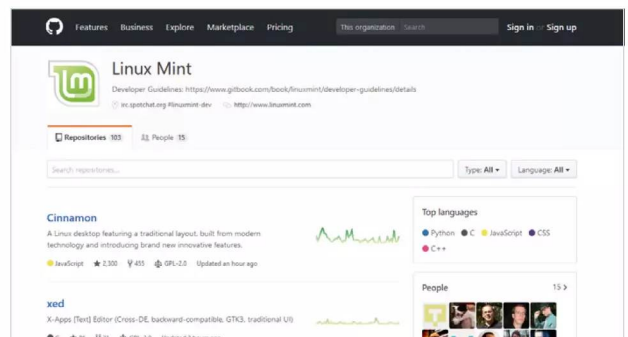 Features Business Explore Marketplace Pricing This organization Search Sign in or Sign up
Linux Mint
Developer Guidelines: https://www.gitbook.com/book/linuxmint/developer-guidelines/details
irc.spotchat.org #linuxmint-dev http://www.linuxmint.com
Repositories 103 People 15
Search repositories... Type: All Language: All
Cinnamon
A Linux desktop featuring a traditional layout, built from modern
technology and introducing brand new innovative features.
JavaScript 2,300 455 GPL-2.0 Updated an hour ago
Top languages
Python C JavaScript CSS
C++
People 15
xed
X-Apps [Text] Editor (Cross-DE, backward-compatible, GTK3, traditional UI)